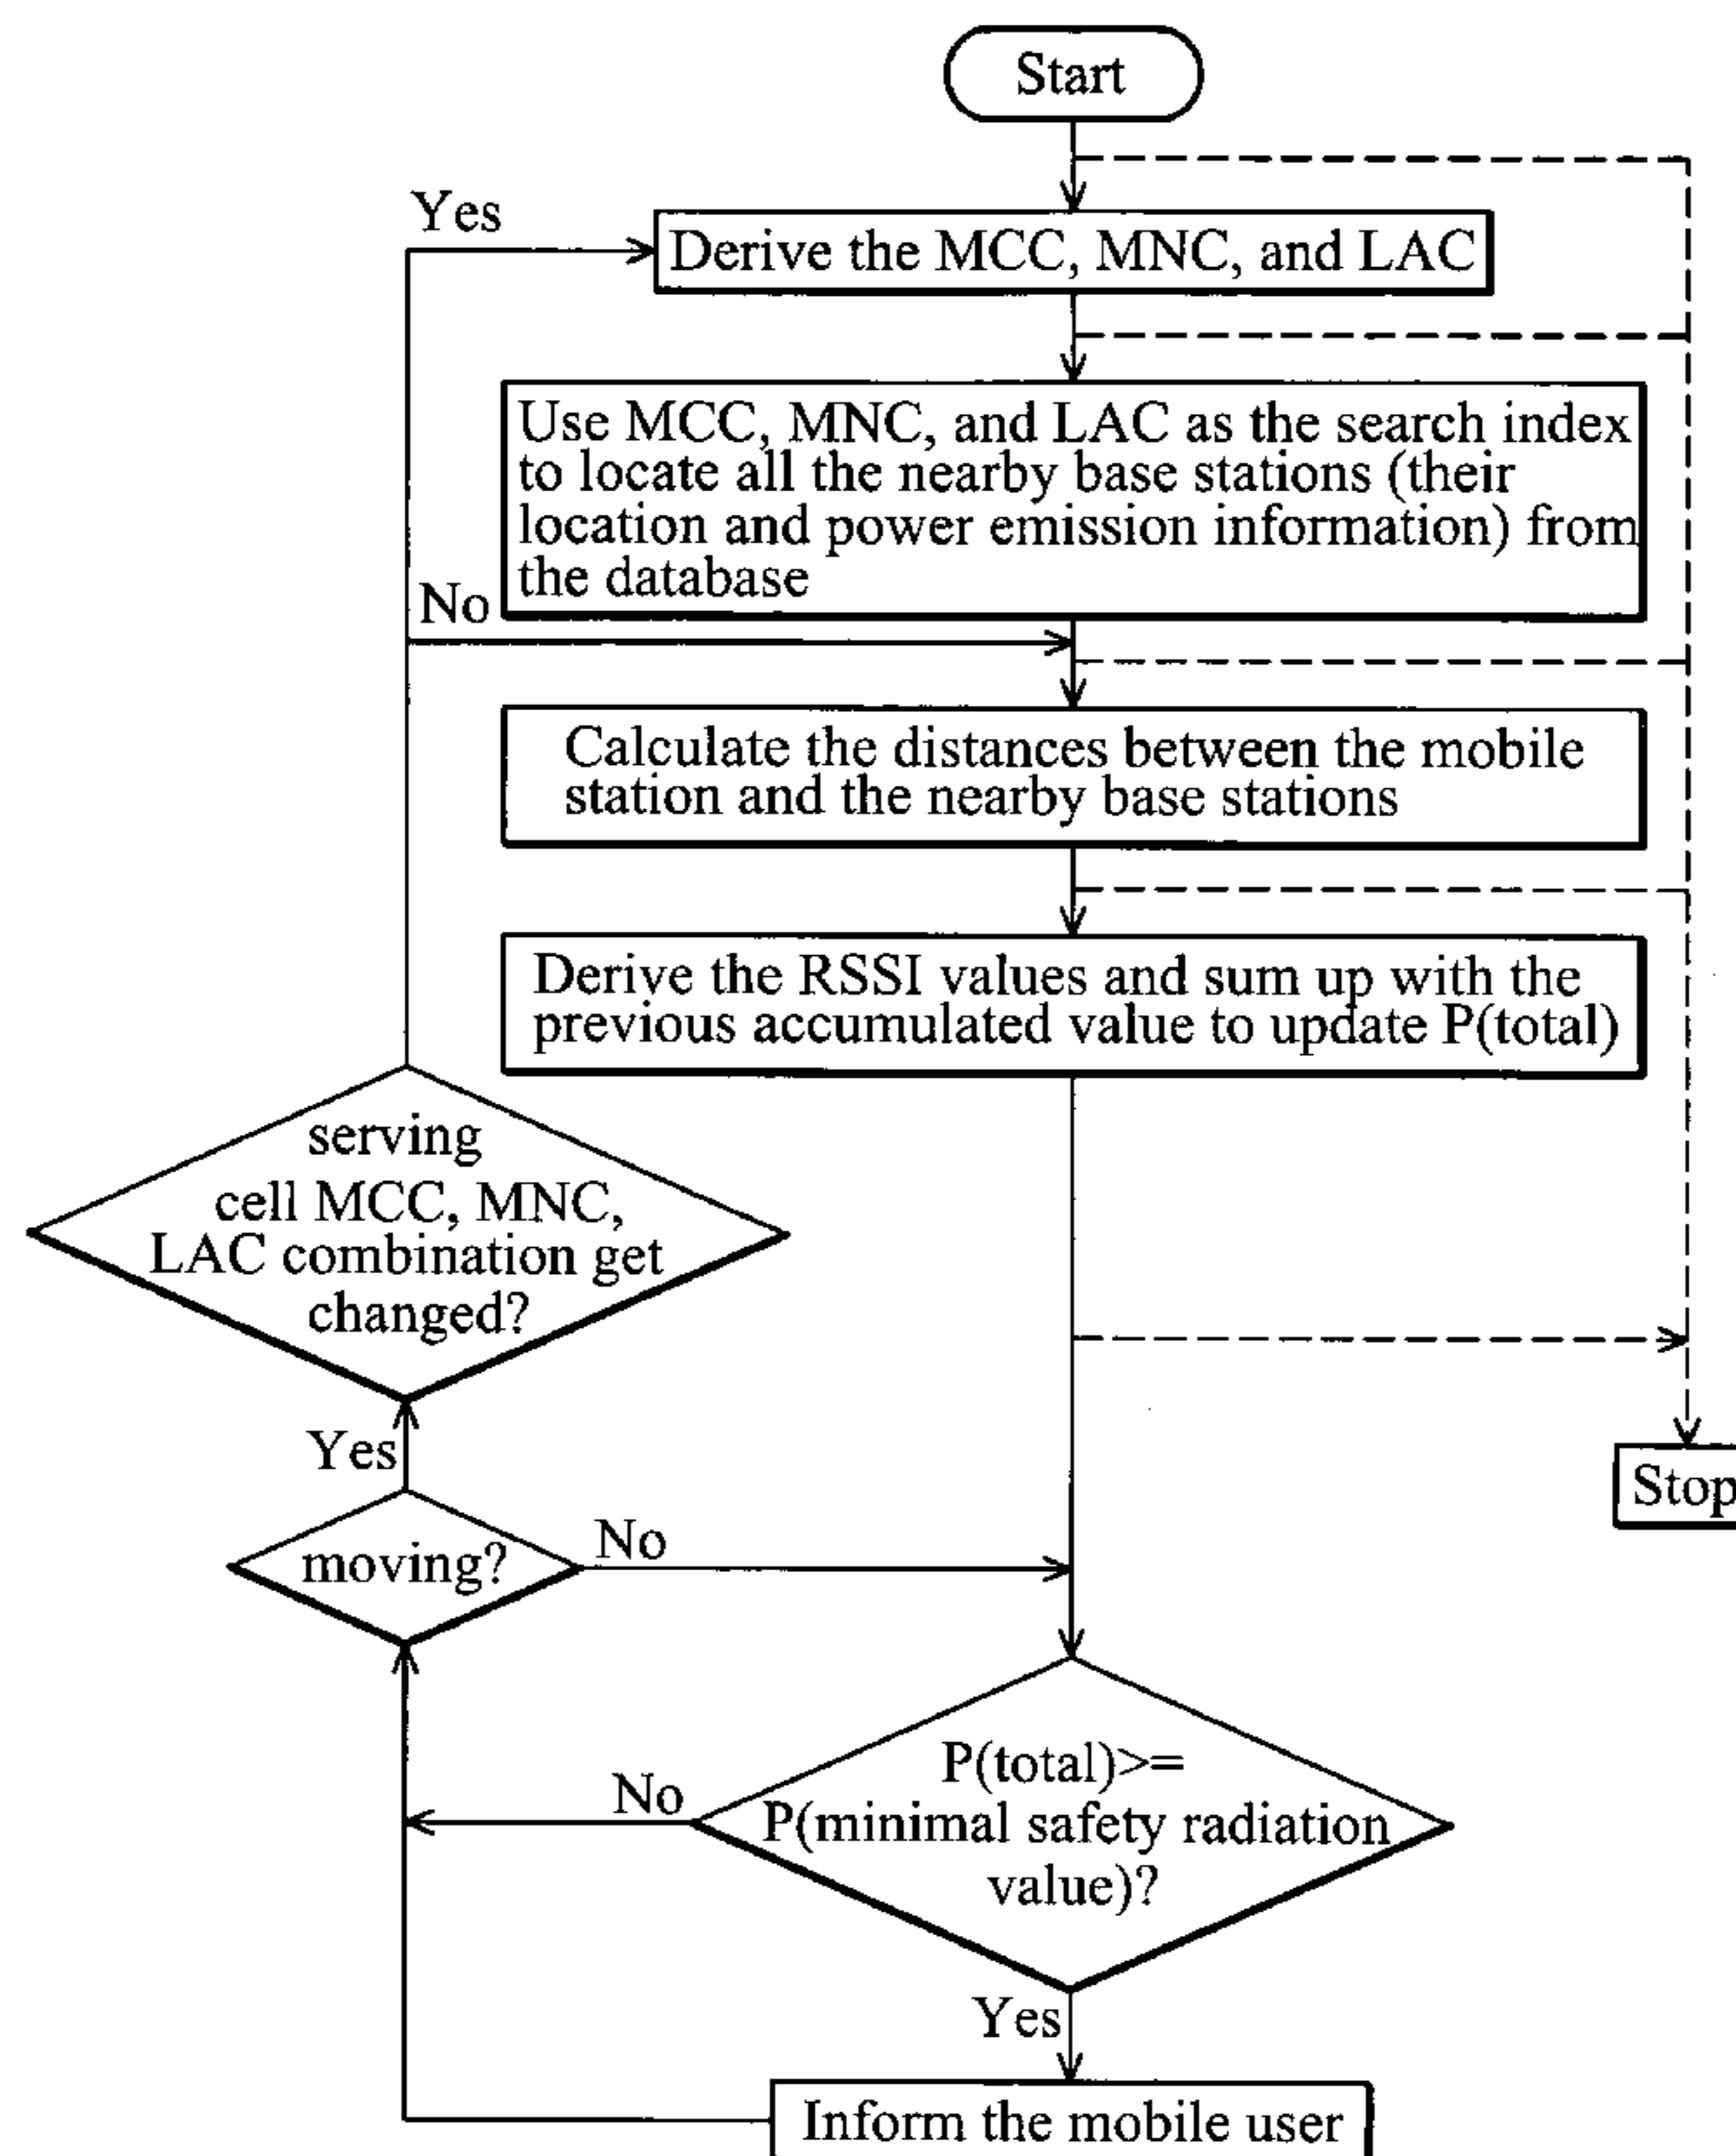 Start
Yes
Derive the MCC, MNC, and LAC
Use MCC, MNC, and LAC as the search index
to locate all the nearby base stations (their
location and power emission information) from
the database
No
Calculate the distances between the mobile
station and the nearby base stations
Derive the RSSI values and sum up with the
previous accumulated value to update P(total)
serving
cell MCC, MNC,
LAC combination get
changed?
Yes
Stop
moving?
No
P(total)>=
P(minimal safety radiation
value)?
No
Yes
Inform the mobile user